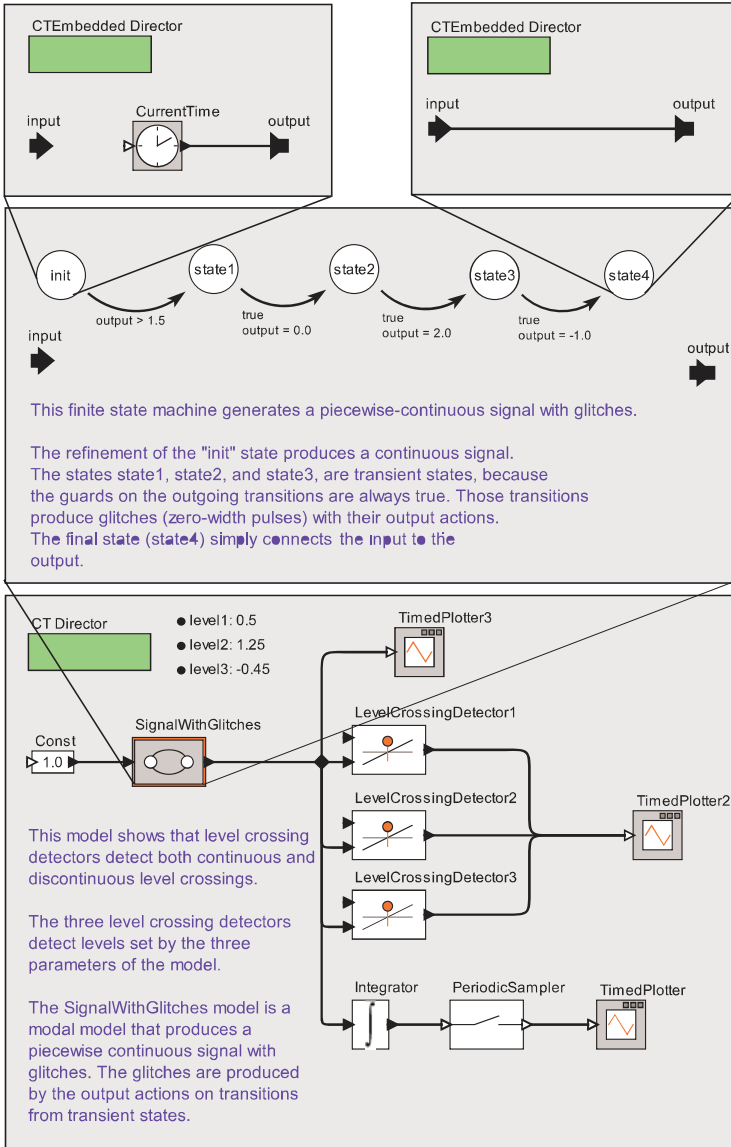 CTEmbedded Director
input
CurrentTime
output
CTEmbedded Director
input
output
init
state1
state2
state3
state4
output > 1.5
true
output = 0.0
true
output = 2.0
true
output = -1.0
input
output
This finite state machine generates a piecewise-continuous signal with glitches.
The refinement of the "init" state produces a continuous signal.
The states state1, state2, and state3, are transient states, because
the guards on the outgoing transitions are always true. Those transitions
produce glitches (zero-width pulses) with their output actions.
The final state (state4) simply connects the input to the
output.
CT Director
level1: 0.5
level2: 1.25
level3: -0.45
TimedPlotter3
SignalWithGlitches
LevelCrossingDetector1
Const
1.0
LevelCrossingDetector2
TimedPlotter2
LevelCrossingDetector3
This model shows that level crossing
detectors detect both continuous and
discontinuous level crossings.
The three level crossing detectors
detect levels set by the three
parameters of the model.
The SignalWithGlitches model is a
modal model that produces a
piecewise continuous signal with
glitches. The glitches are produced
by the output actions on transitions
from transient states.
Integrator
PeriodicSampler
TimedPlotter